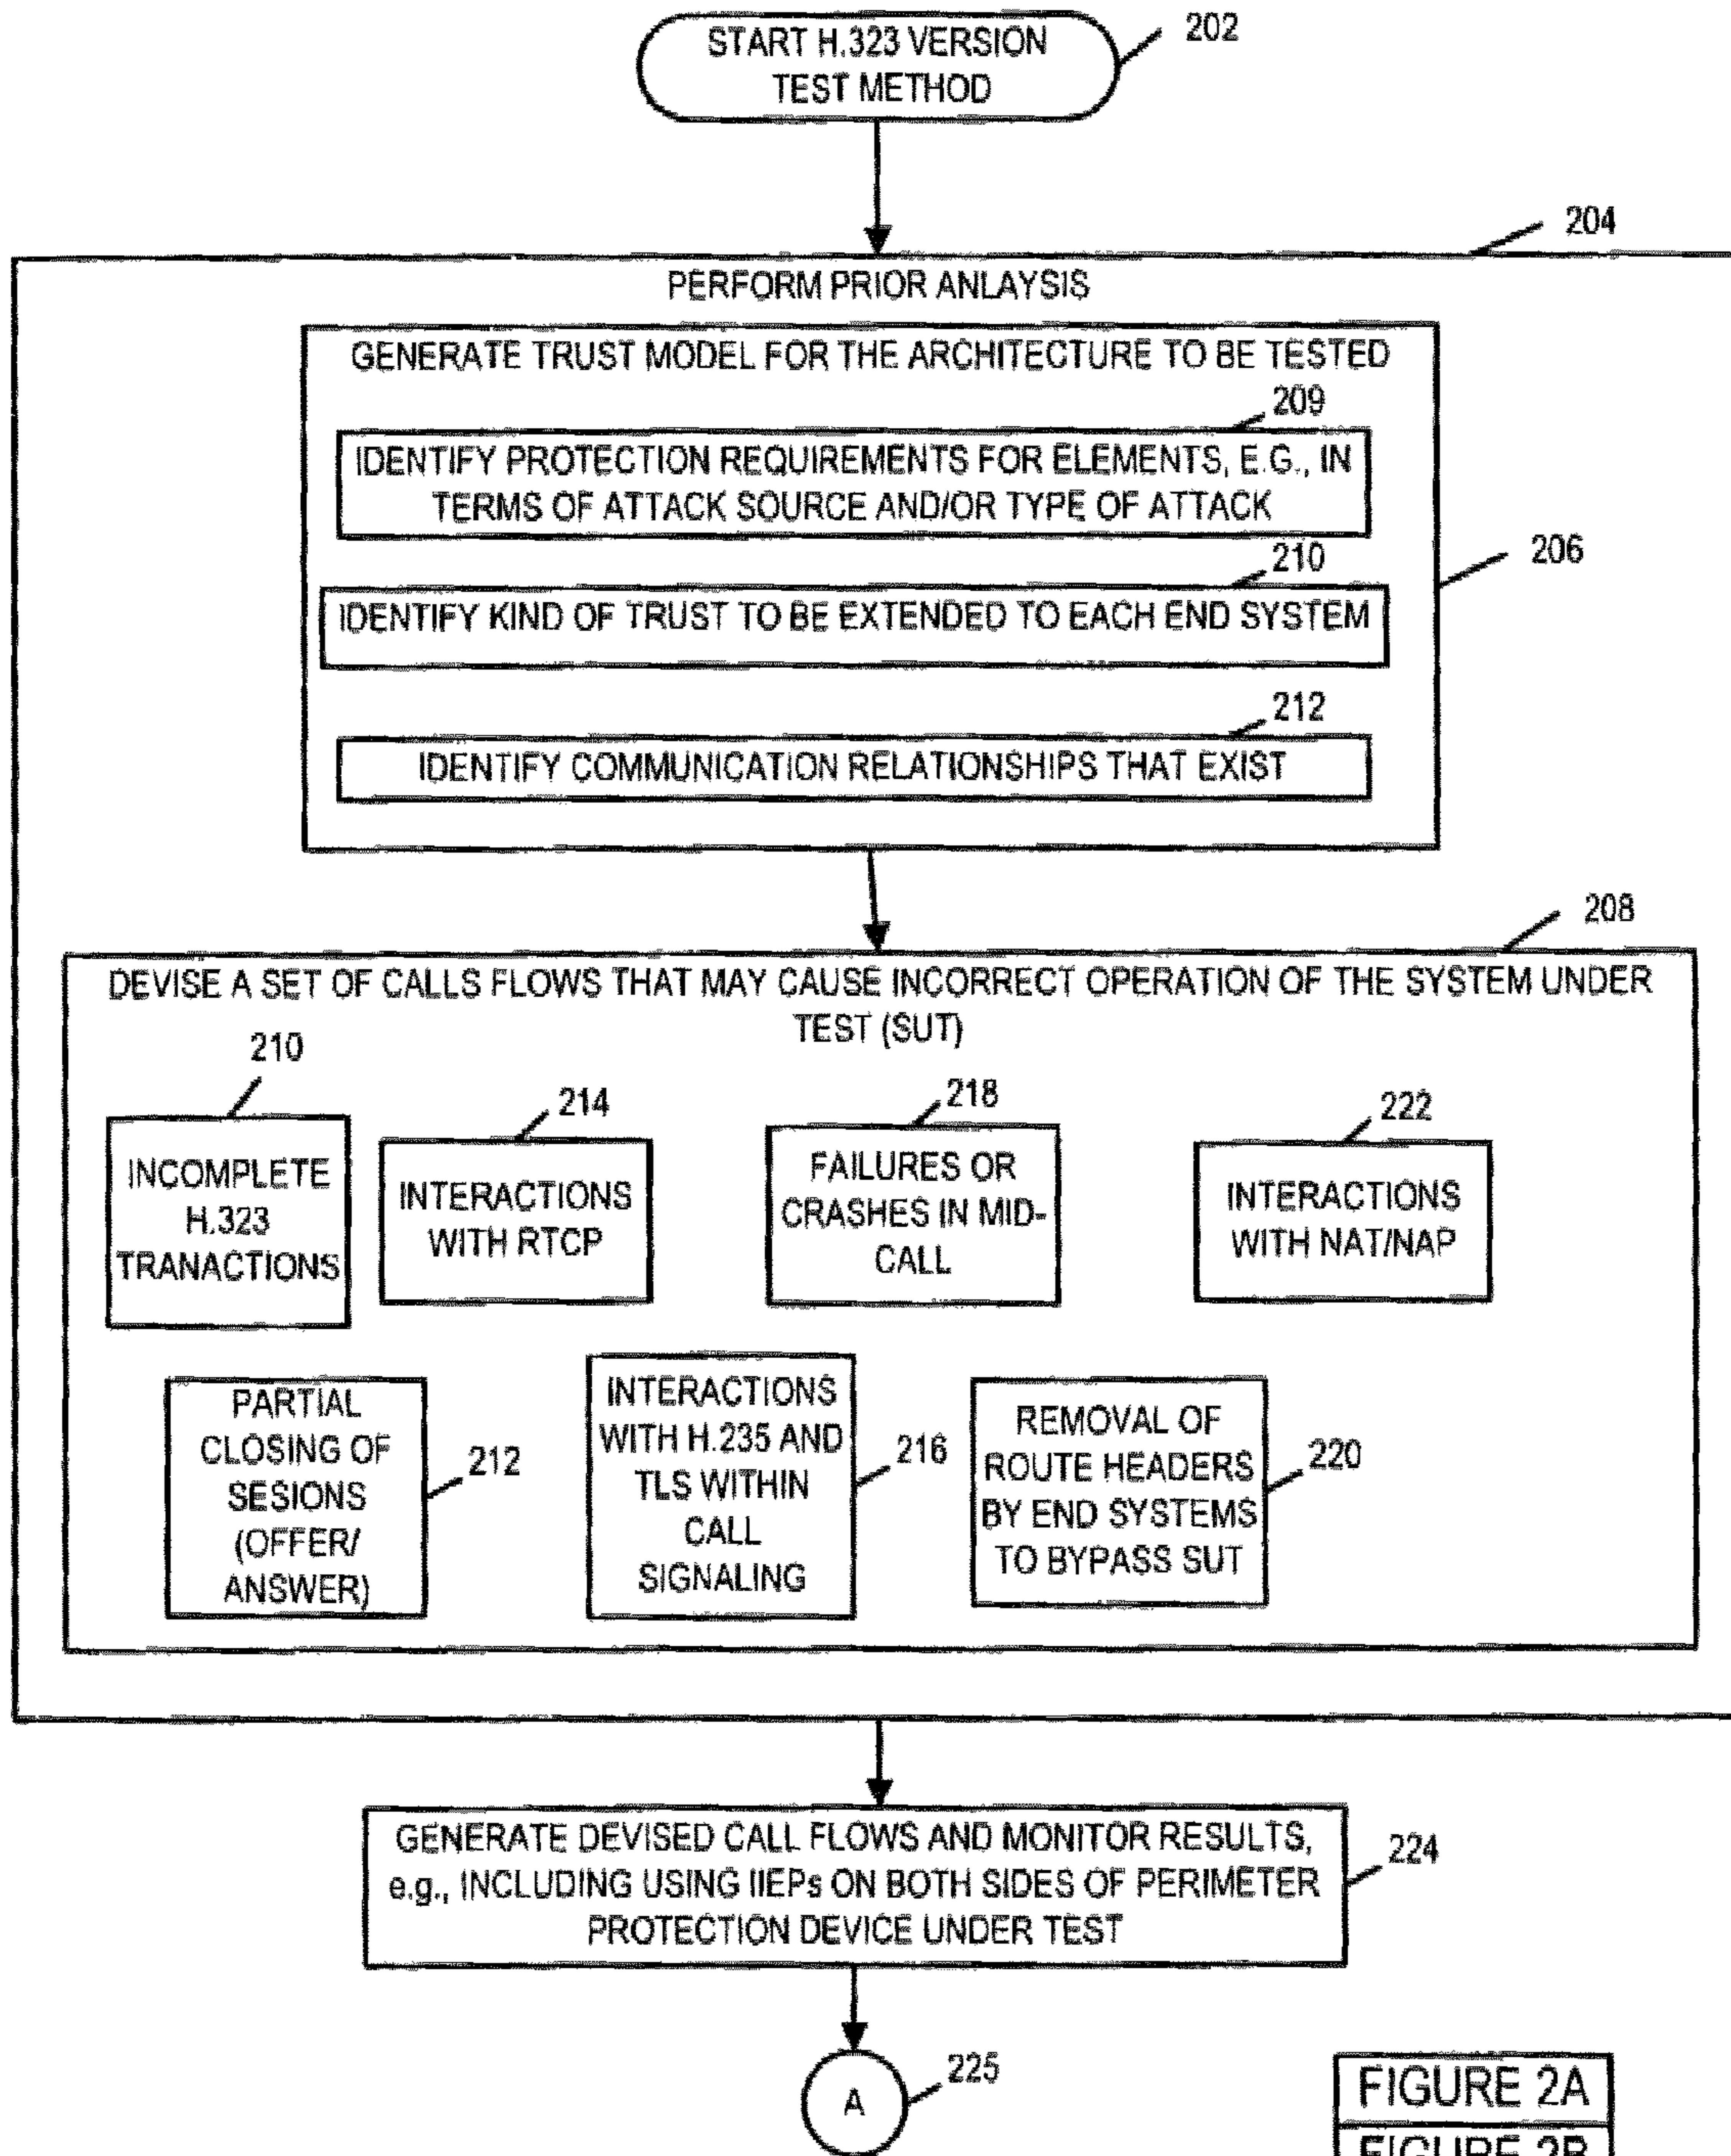 START H.323 VERSION
TEST METHOD
202
204
PERFORM PRIOR ANLAYSIS
GENERATE TRUST MODEL FOR THE ARCHITECTURE TO BE TESTED
209
IDENTIFY PROTECTION REQUIREMENTS FOR ELEMENTS, E.G., IN
TERMS OF ATTACK SOURCE AND/OR TYPE OF ATTACK
206
210
IDENTIFY KIND OF TRUST TO BE EXTENDED TO EACH END SYSTEM
212
IDENTIFY COMMUNICATION RELATIONSHIPS THAT EXIST
208
DEVISE A SET OF CALLS FLOWS THAT MAY CAUSE INCORRECT OPERATION OF THE SYSTEM UNDER
TEST (SUT)
210
INCOMPLETE
H.323
TRANACTIONS
214
INTERACTIONS
WITH RTCP
218
FAILURES OR
CRASHES IN MID-
CALL
222
INTERACTIONS
WITH NAT/NAP
PARTIAL
CLOSING OF
SESIONS
(OFFER/
ANSWER)
212
INTERACTIONS
WITH H.235 AND
TLS WITHIN
CALL
SIGNALING
216
REMOVAL OF
ROUTE HEADERS
BY END SYSTEMS
TO BYPASS SUT
220
GENERATE DEVISED CALL FLOWS AND MONITOR RESULTS,
e.g., INCLUDING USING IIEPs ON BOTH SIDES OF PERIMETER
PROTECTION DEVICE UNDER TEST
224
A
225
FIGURE 2A
FIGURE 2B